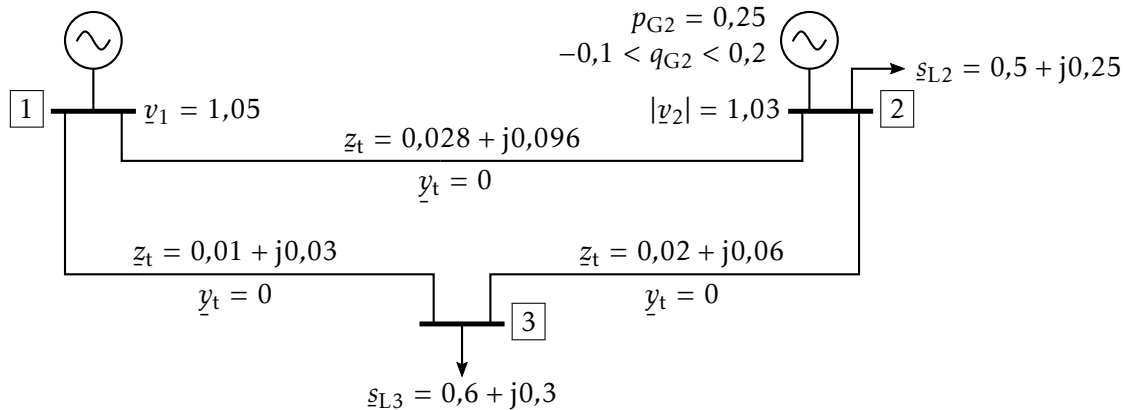 p_G2 = 0,25
−0,1 < q_G2 < 0,2
s_L2 = 0,5 + j0,25
1
v_1 = 1,05
|v_2| = 1,03
2
z_t = 0,028 + j0,096
y_t = 0
z_t = 0,01 + j0,03
y_t = 0
z_t = 0,02 + j0,06
y_t = 0
3
s_L3 = 0,6 + j0,3